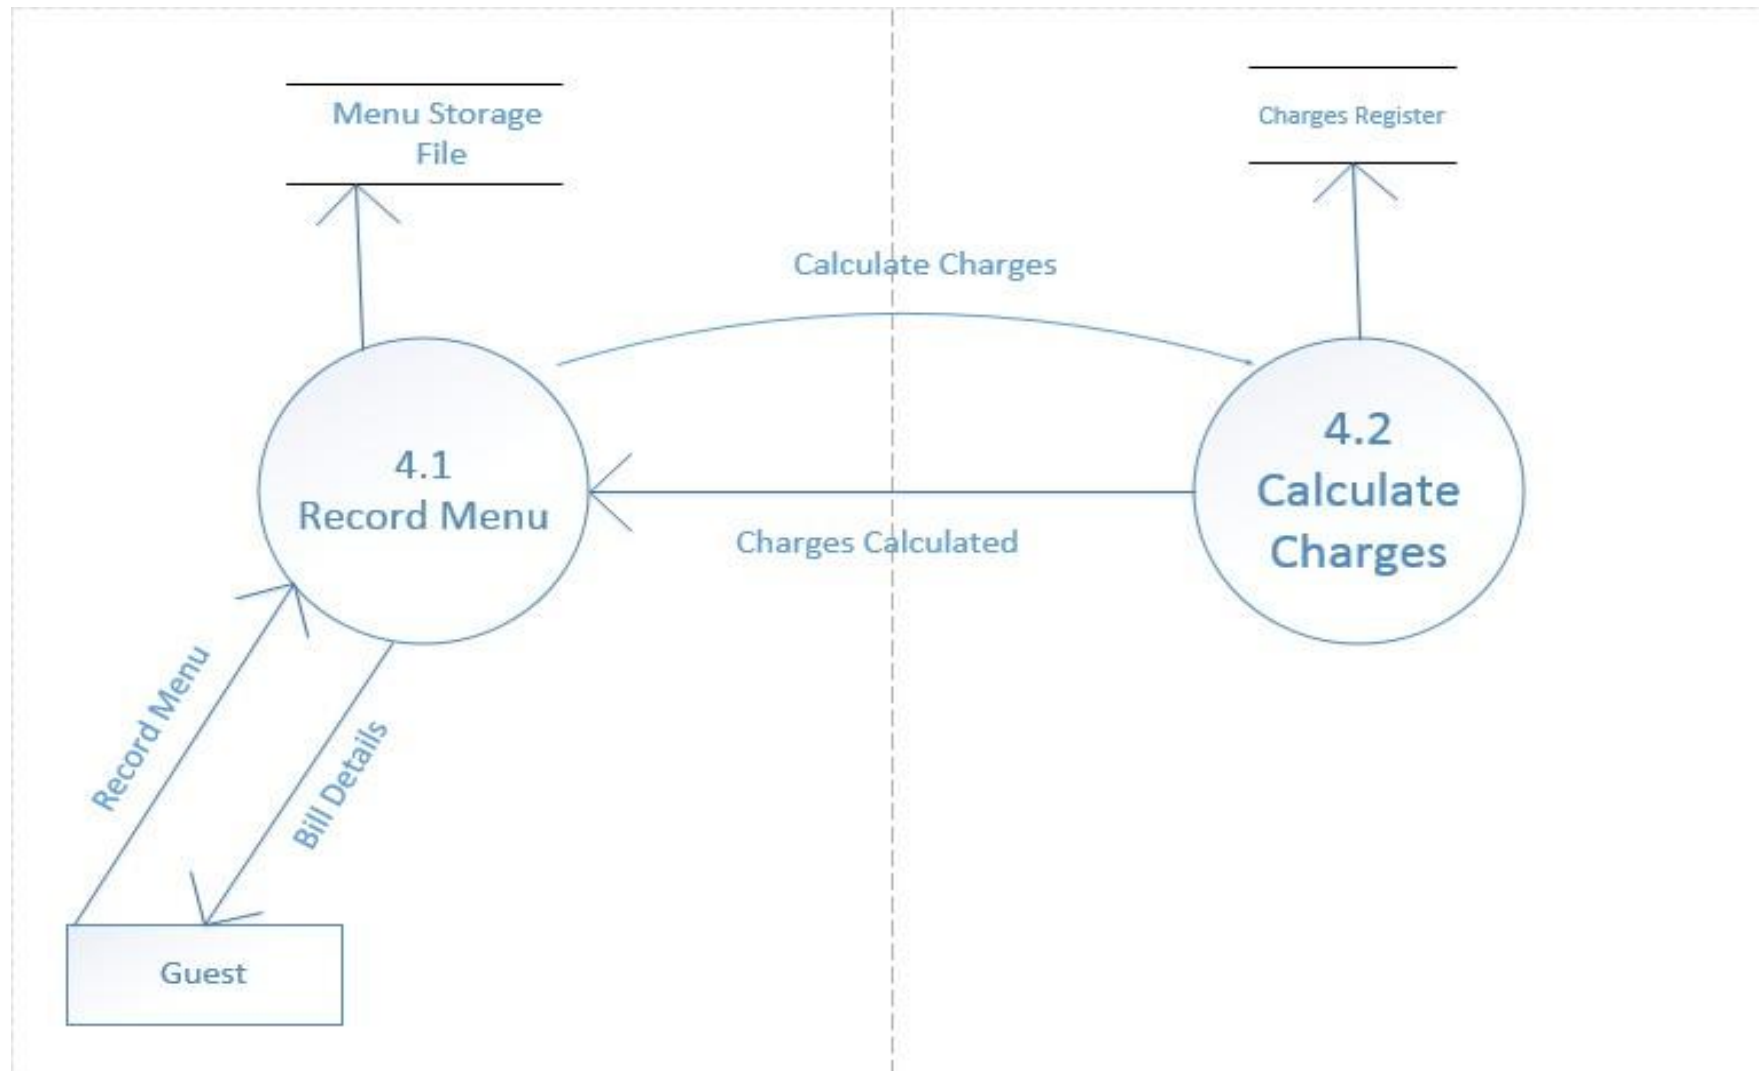 Menu Storage
File
Charges Register
Calculate Charges
4.1
Record Menu
4.2
Calculate
Charges
Charges Calculated
Record Menu
Bill Details
Guest